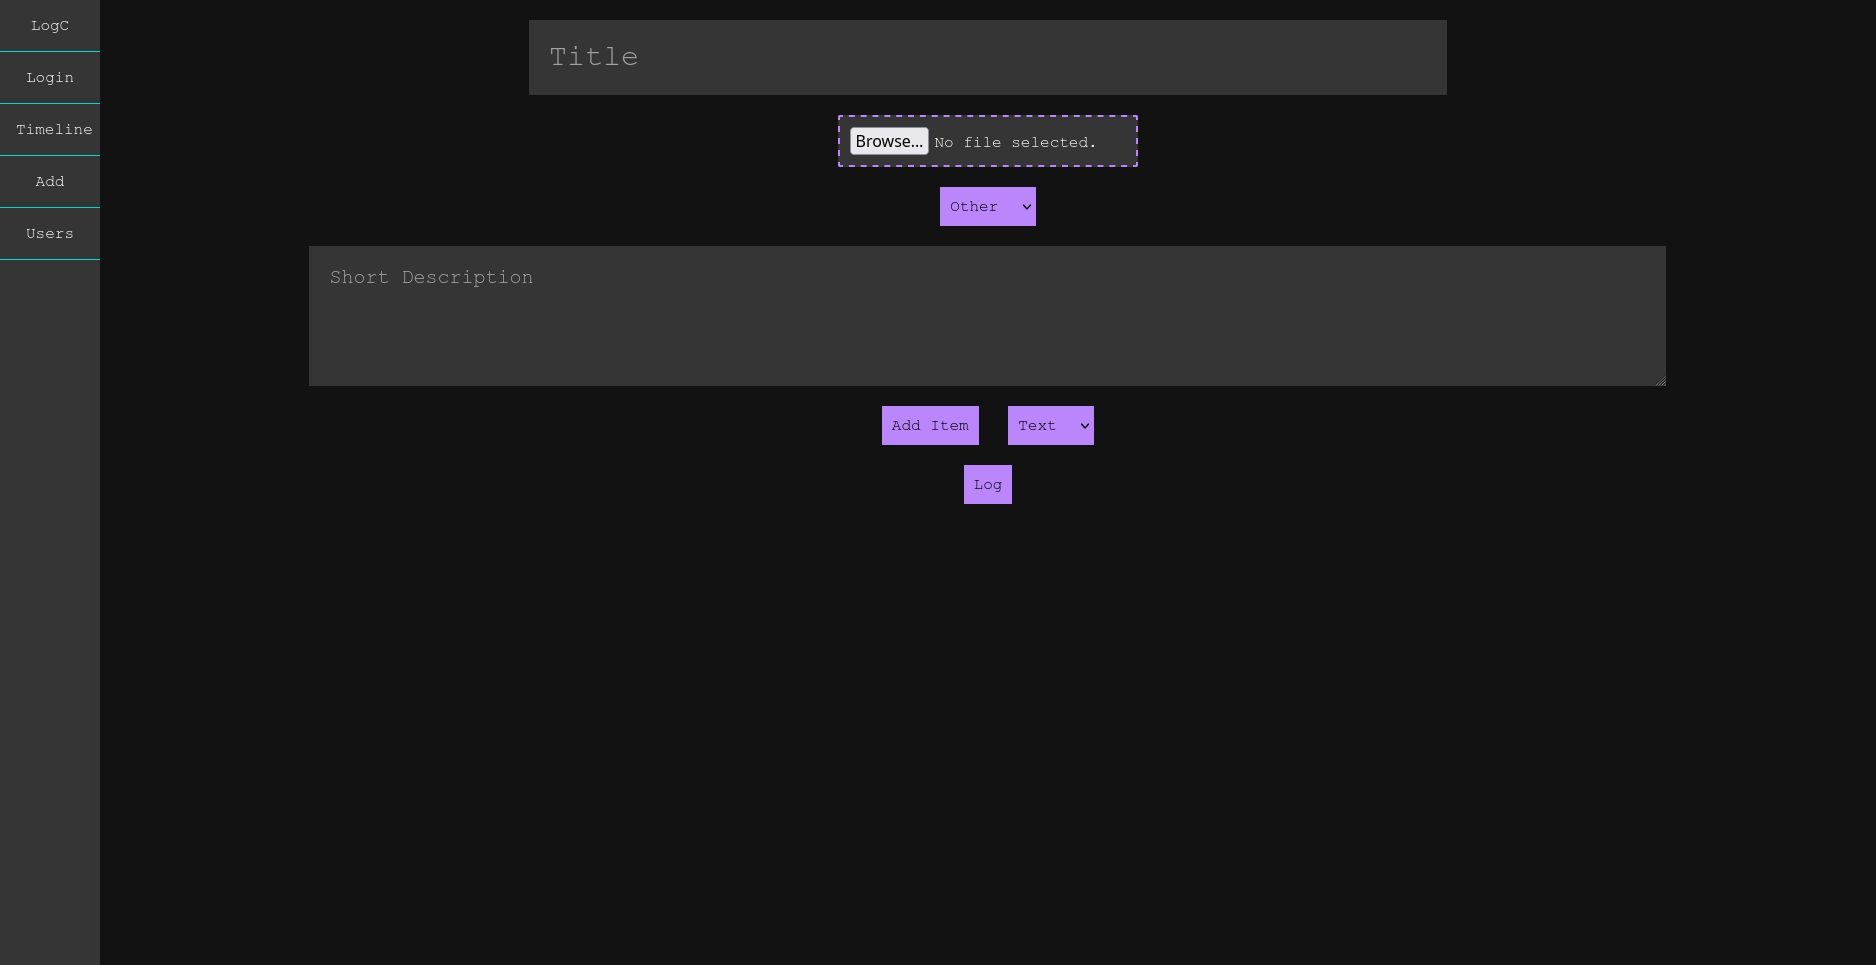 LogC
Login
Timeline
Add
Users
Title
Browse... No file selected.
Other
Short Description
Add Item Text
Log